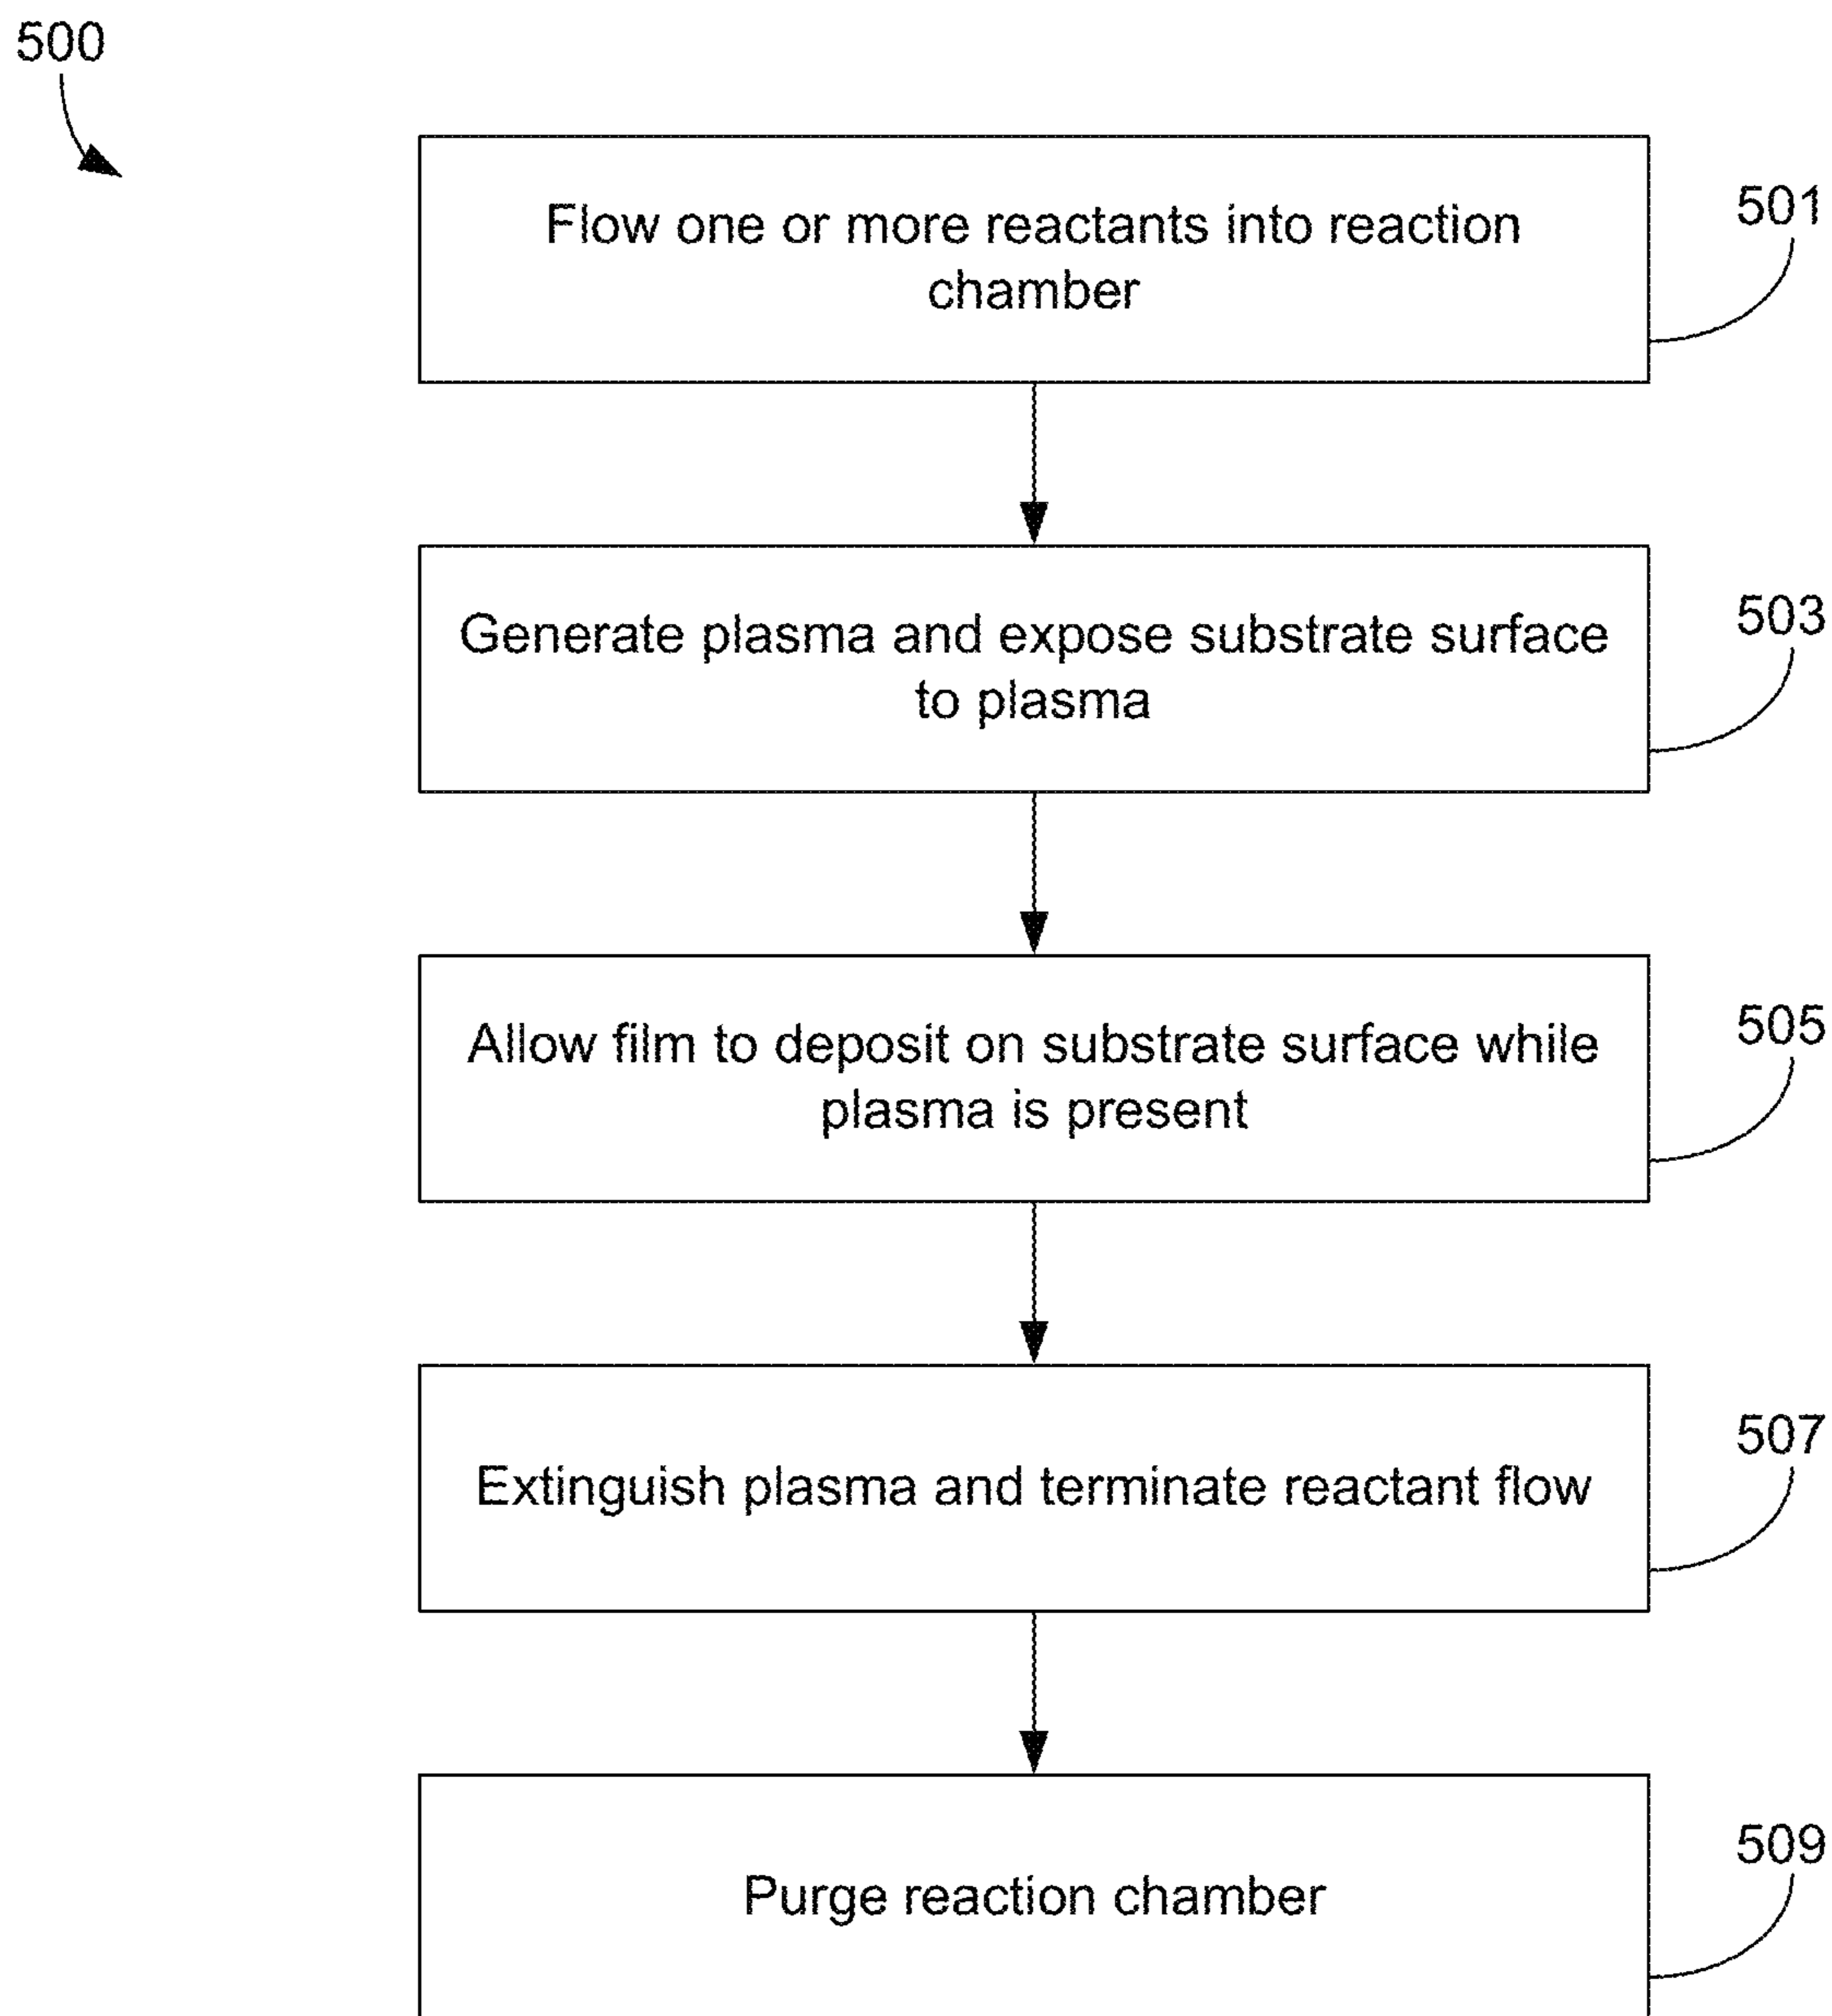 500
Flow one or more reactants into reaction
chamber
501
Generate plasma and expose substrate surface
to plasma
503
Allow film to deposit on substrate surface while
plasma is present
505
Extinguish plasma and terminate reactant flow
507
Purge reaction chamber
509